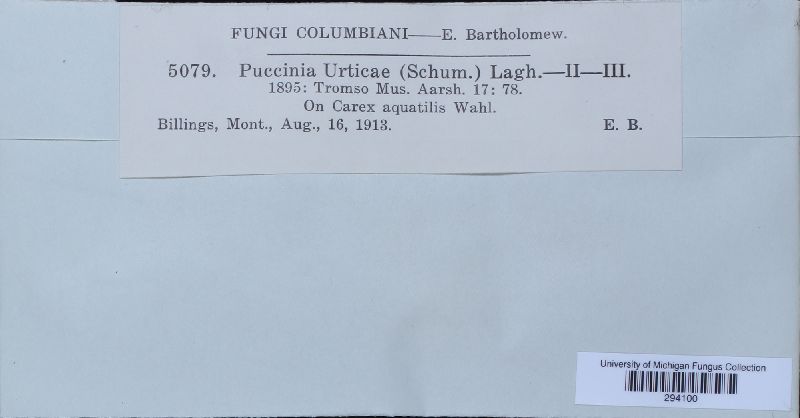 FUNGI COLUMBIANI——E. Bartholomew.
5079. Puccinia Urticae (Schum.) Lagh.—II—III.
1895: Tromso Mus. Aarsh. 17: 78.
On Carex aquatilis Wahl.
Billings, Mont., Aug., 16, 1913. E. B.
University of Michigan Fungus Collection
294100